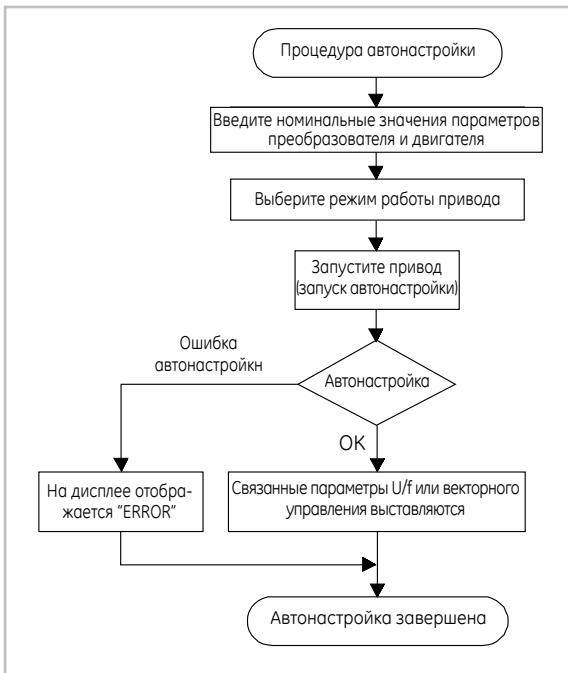 Процедура автонастройки
Введите номинальные значения параметров
преобразователя и двигателя
Выберите режим работы привода
Запустите привод
(запуск автонастройки)
Ошибка
автонастройкн
Автонастройка
OK
На дисплее отобра-
жается “ERROR”
Связанные параметры U/f или векторного
управления выставляются
Автонастройка завершена